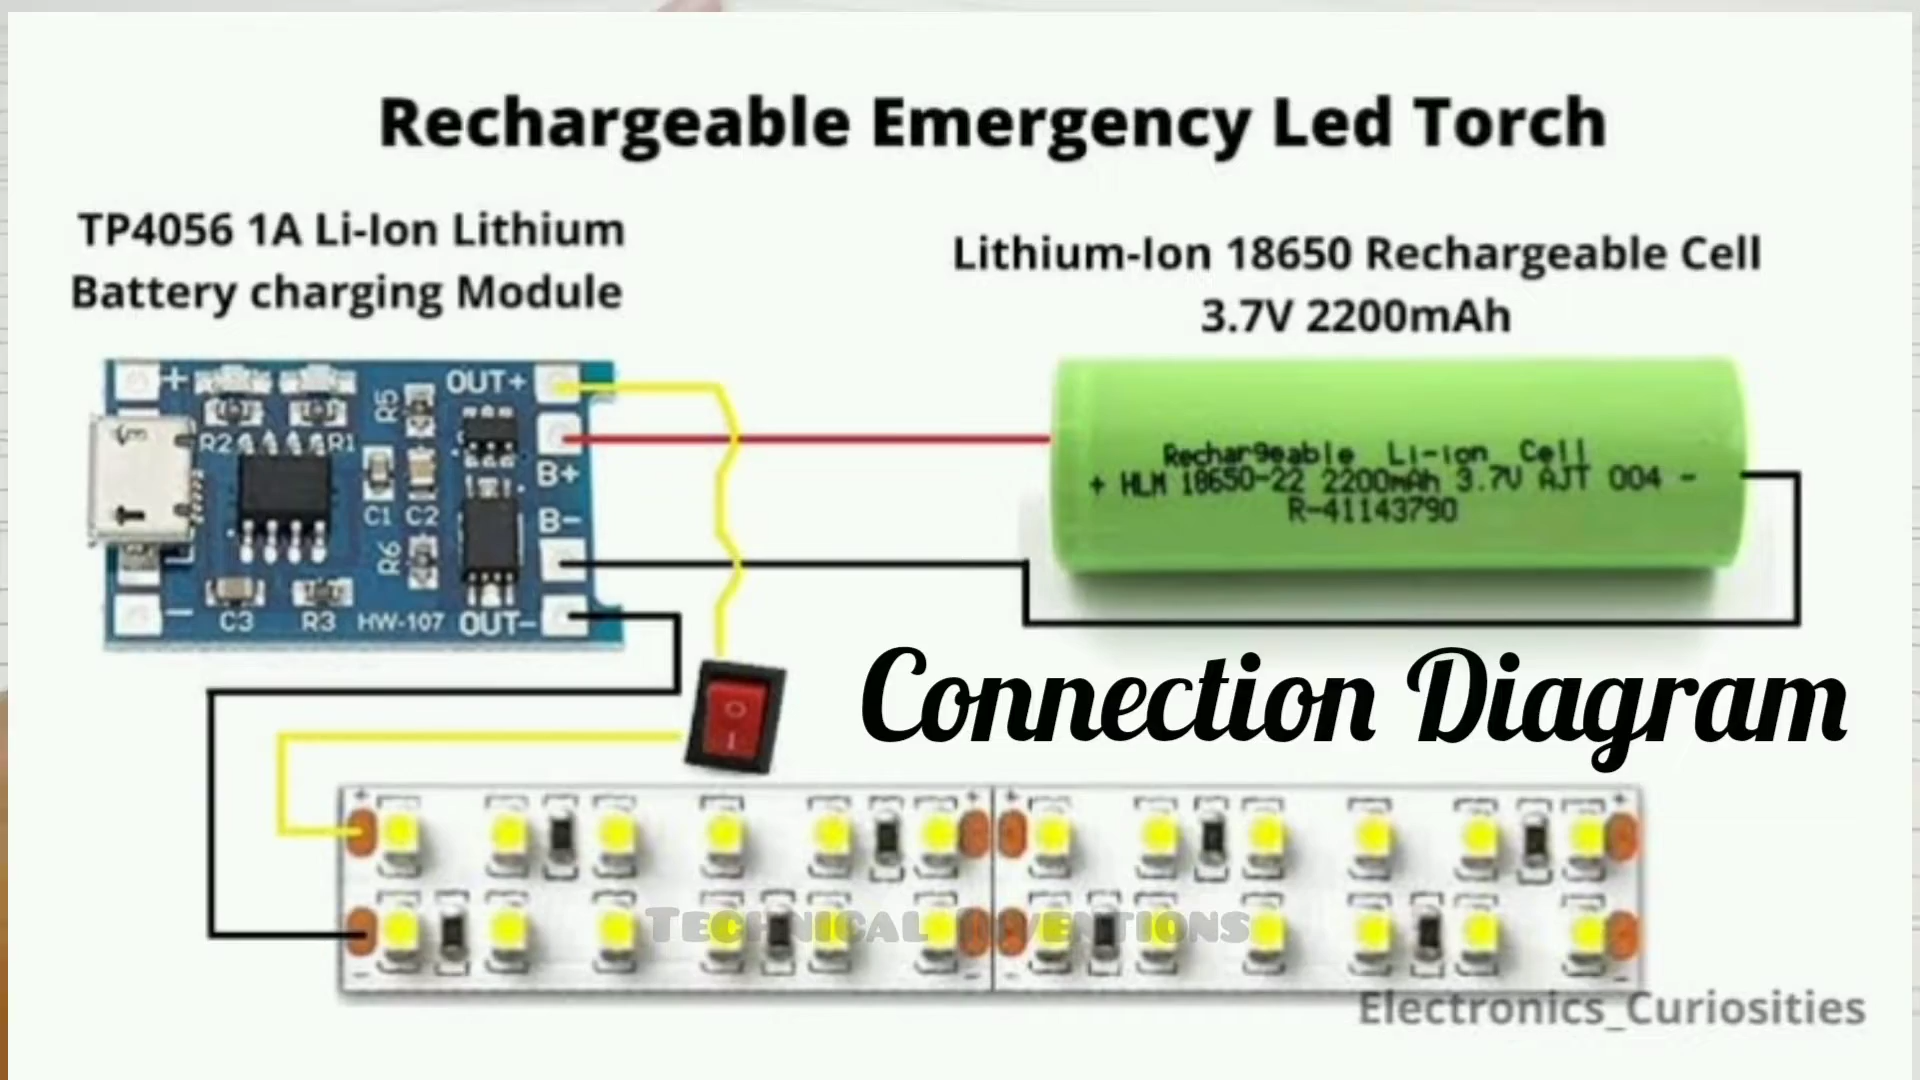 Rechargeable Emergency Led Torch
TP4056 1A Li-Ion Lithium
Battery charging Module
Lithium-Ion 18650 Rechargeable Cell
3.7V 2200mAh
+
OUT+
R5
R2
R1
B+
C1 C2
B-
R6
-
C3
R3
HW-107
OUT-
Rechargeable Li-ion Cell
+ HLM 18650-22 2200mAh 3.7V AJT 004 -
R-41143790
O
I
Connection Diagram
+ + + +
TECHNICAL INVENTIONS
- - - -
Electronics_Curiosities